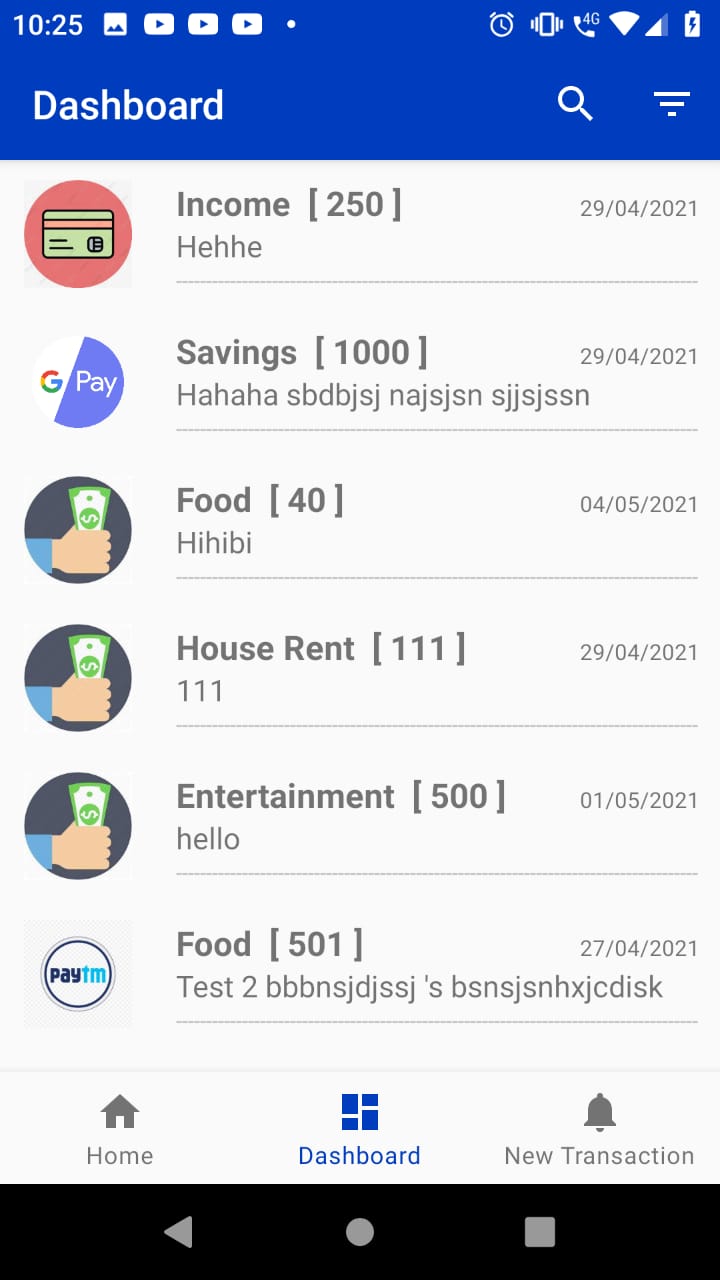 10:25
4G
Dashboard
Income [ 250 ]
29/04/2021
Hehhe
G Pay
Savings [ 1000 ]
29/04/2021
Hahaha sbdbjsj najsjsn sjjsjssn
Food [ 40 ]
04/05/2021
Hihibi
House Rent [ 111 ]
29/04/2021
111
Entertainment [ 500 ]
01/05/2021
hello
paytm
Food [ 501 ]
27/04/2021
Test 2 bbbnsjdjssj 's bsnsjsnhxjcdisk
Home
Dashboard
New Transaction